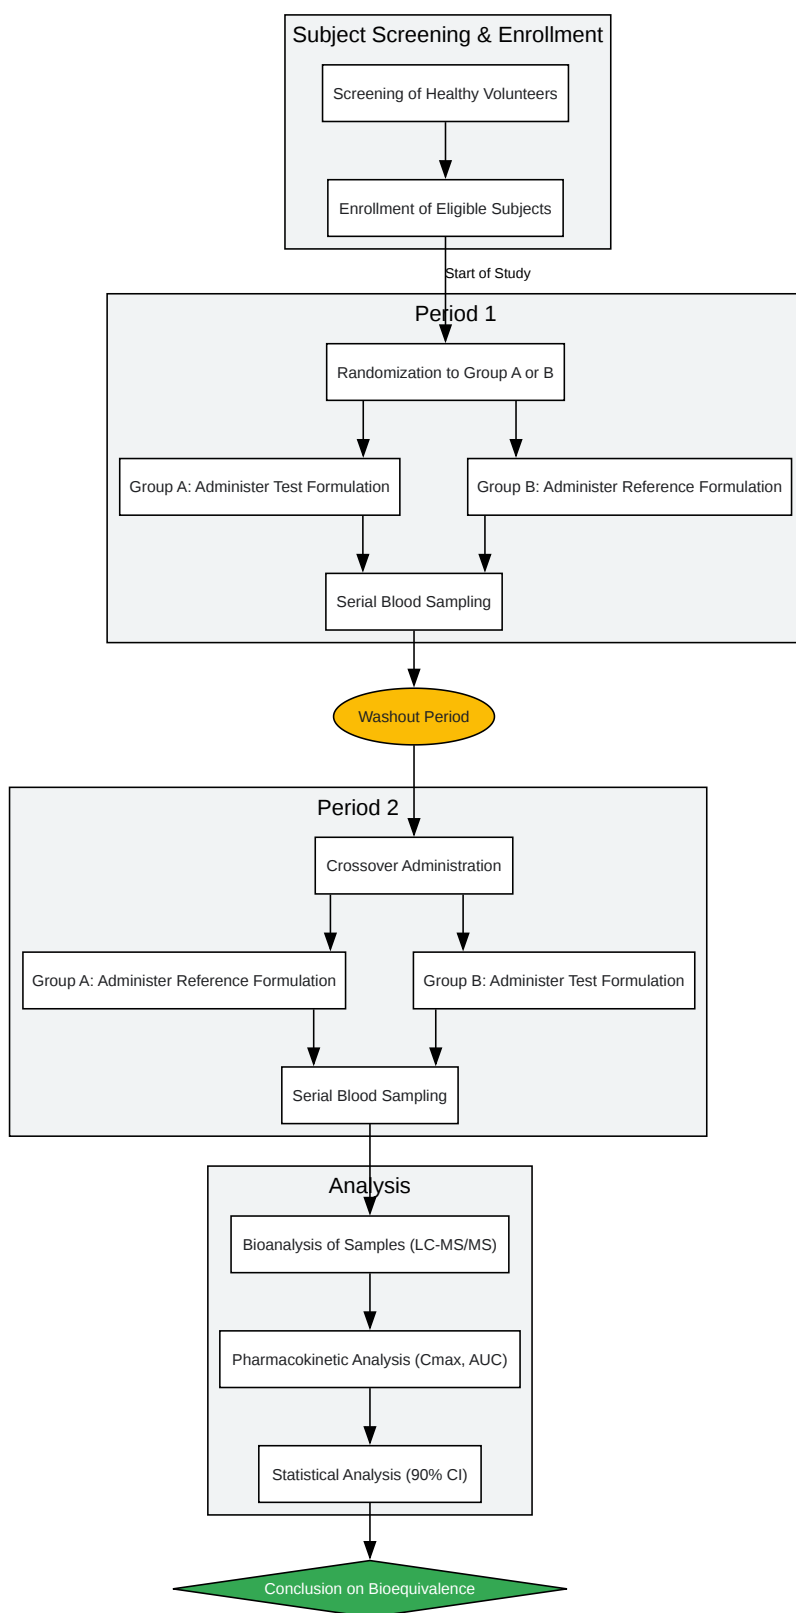 Subject Screening & Enrollment
Screening of Healthy Volunteers
Enrollment of Eligible Subjects
Start of Study
Period 1
Randomization to Group A or B
Group A: Administer Test Formulation
Group B: Administer Reference Formulation
Serial Blood Sampling
Washout Period
Period 2
Crossover Administration
Group A: Administer Reference Formulation
Group B: Administer Test Formulation
Serial Blood Sampling
Analysis
Bioanalysis of Samples (LC-MS/MS)
Pharmacokinetic Analysis (Cmax, AUC)
Statistical Analysis (90% CI)
Conclusion on Bioequivalence